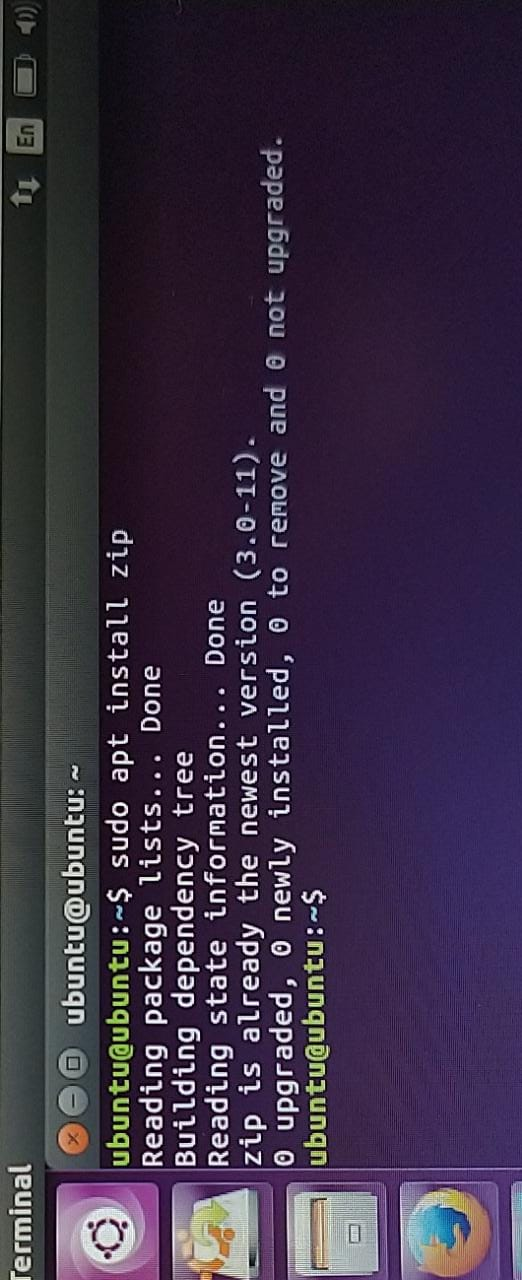 Terminal
En
ubuntu@ubuntu: ~
ubuntu@ubuntu:~$ sudo apt install zip
Reading package lists... Done
Building dependency tree
Reading state information... Done
zip is already the newest version (3.0-11).
0 upgraded, 0 newly installed, 0 to remove and 0 not upgraded.
ubuntu@ubuntu:~$